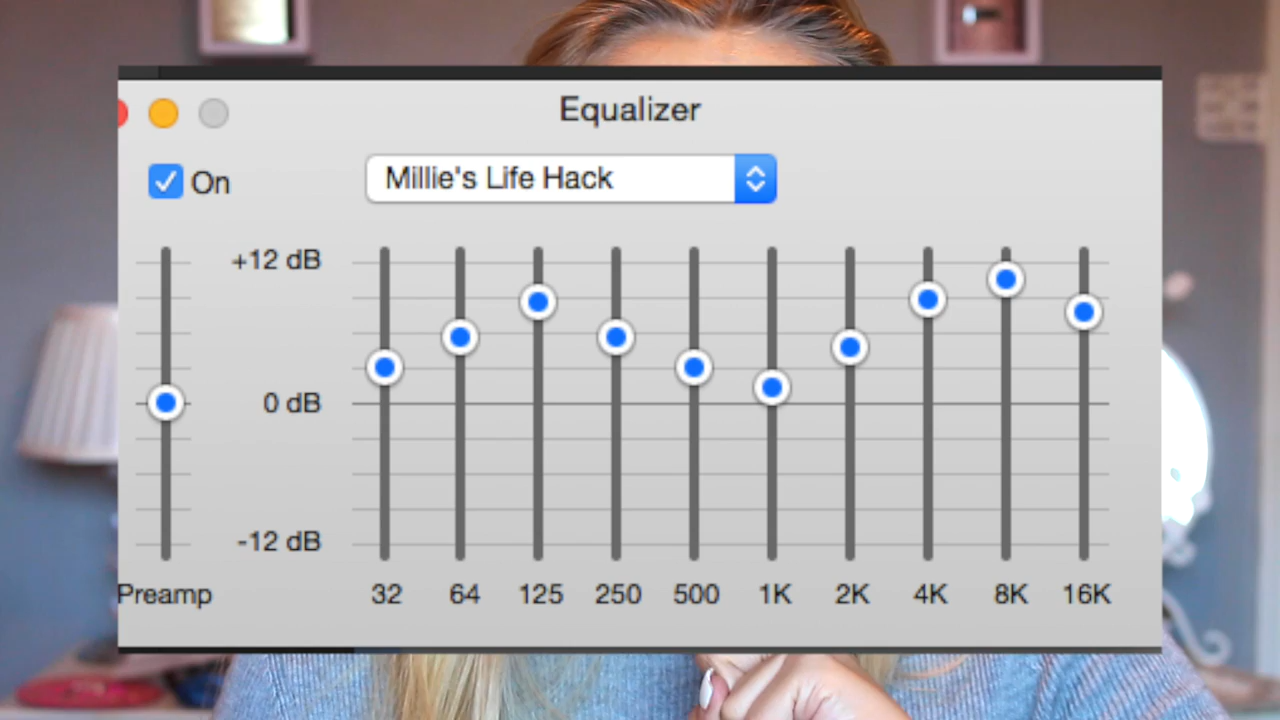 Equalizer
On
Millie's Life Hack
+12 dB
0 dB
-12 dB
Preamp 32 64 125 250 500 1K 2K 4K 8K 16K